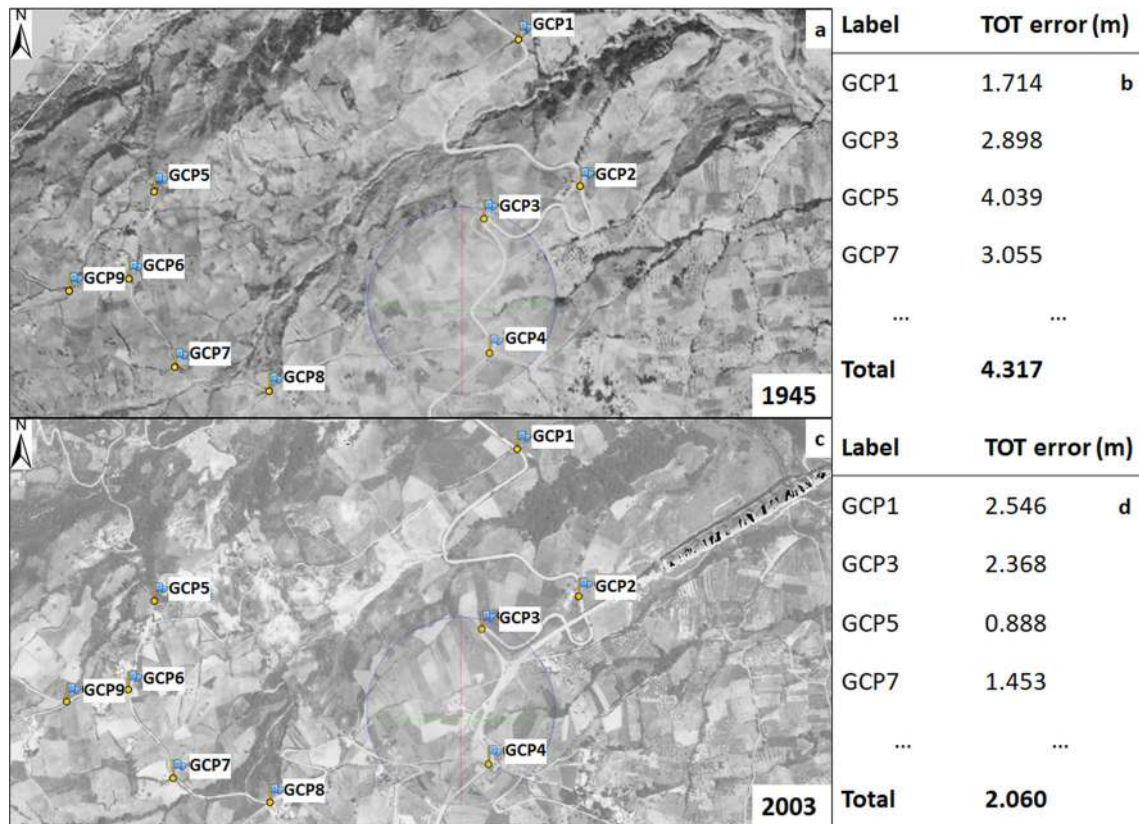 N
GCP1
a
GCP5
GCP2
GCP3
GCP9
GCP6
GCP4
GCP7
GCP8
1945
Label TOT error (m)
GCP1 1.714 b
GCP3 2.898
GCP5 4.039
GCP7 3.055
... ...
Total 4.317
N
GCP1
c
GCP5
GCP2
GCP3
GCP9
GCP6
GCP4
GCP7
GCP8
2003
Label TOT error (m)
GCP1 2.546 d
GCP3 2.368
GCP5 0.888
GCP7 1.453
... ...
Total 2.060